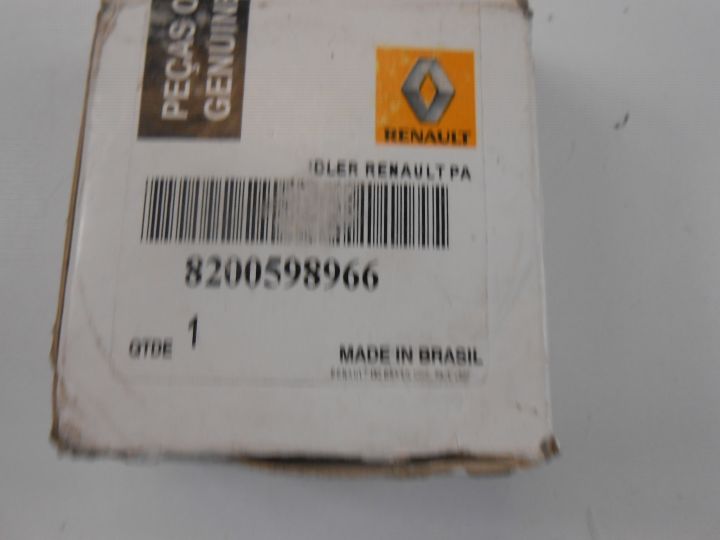 PEÇAS O
GENUINE
RENAULT
IDLER RENAULT PA
8200598966
QTDE 1
MADE IN BRASIL